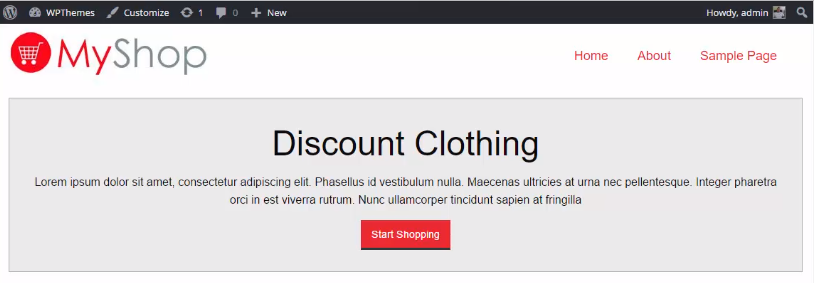 WPThemes Customize 1 0 New Howdy, admin
MyShop
Home About Sample Page
Discount Clothing
Lorem ipsum dolor sit amet, consectetur adipiscing elit. Phasellus id vestibulum nulla. Maecenas ultricies at urna nec pellentesque. Integer pharetra
orci in est viverra rutrum. Nunc ullamcorper tincidunt sapien at fringilla
Start Shopping